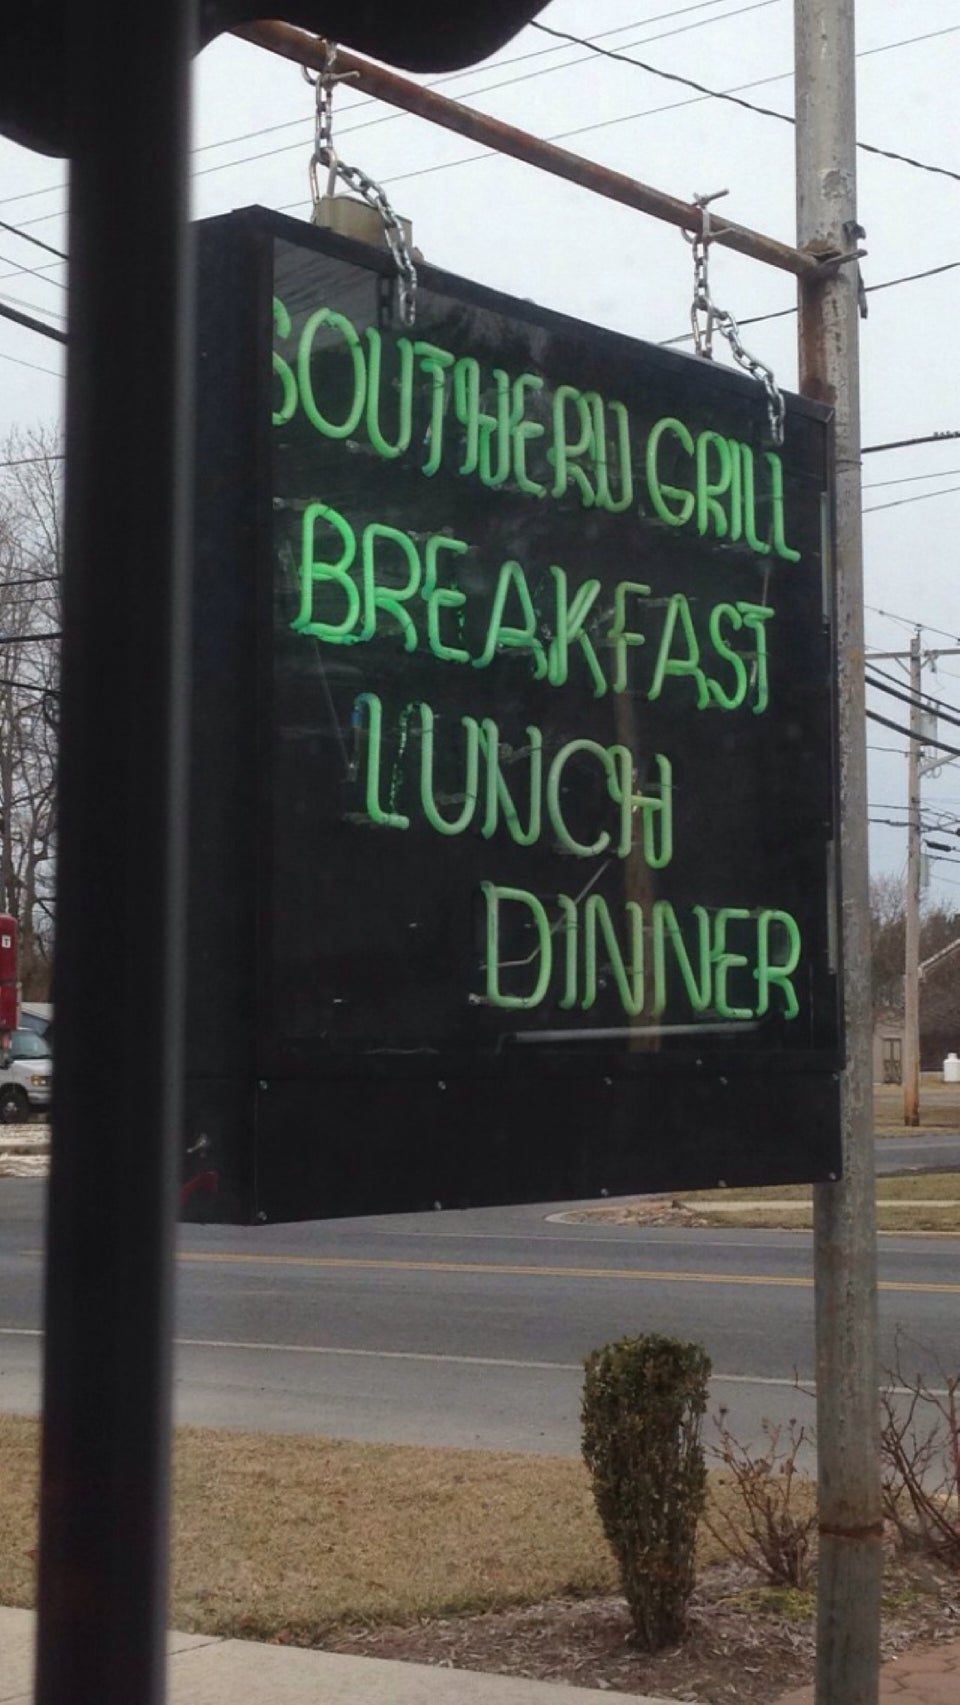 SOUTHERN GRILL
BREAKFAST
LUNCH
DINNER